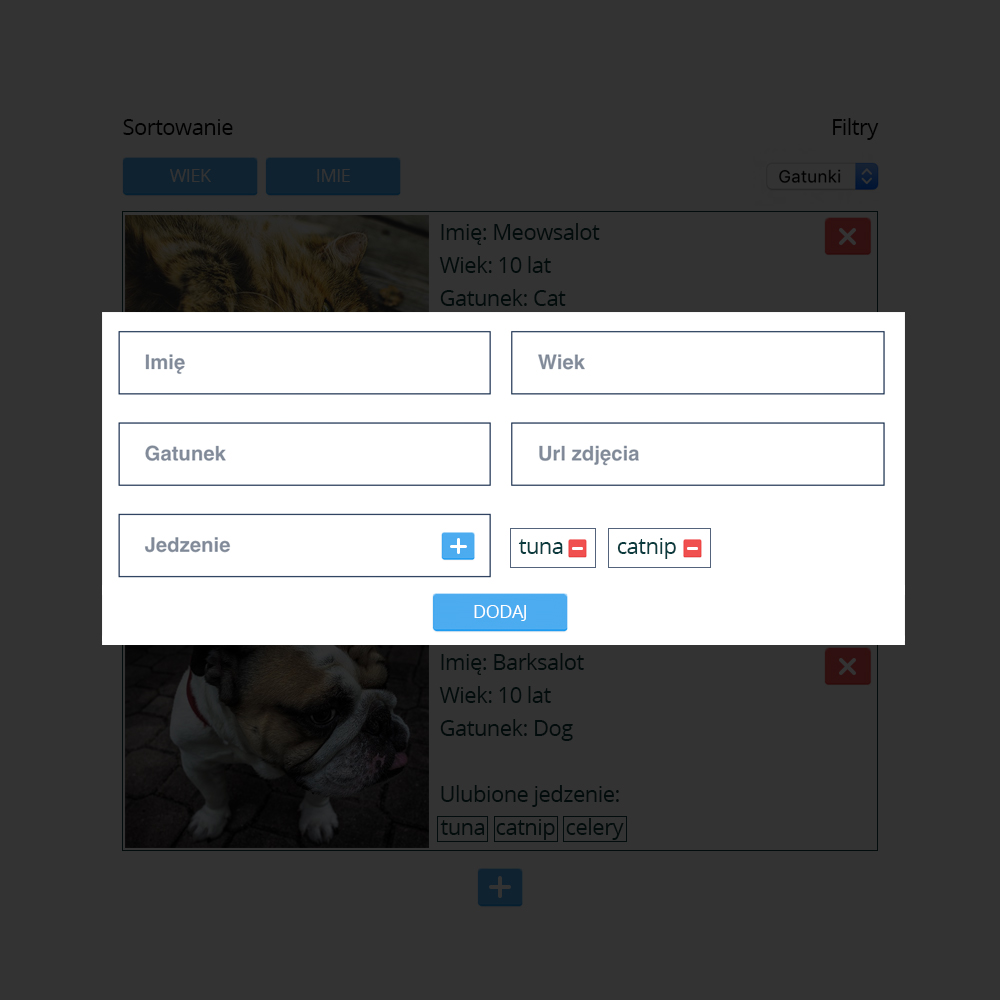 Sortowanie
Filtry
WIEK
IMIE
Gatunki
Imię: Meowsalot
Wiek: 10 lat
Gatunek: Cat
Imię
Wiek
Gatunek
Url zdjęcia
Jedzenie
tuna
catnip
DODAJ
Imię: Barksalot
Wiek: 10 lat
Gatunek: Dog
Ulubione jedzenie:
tuna catnip celery